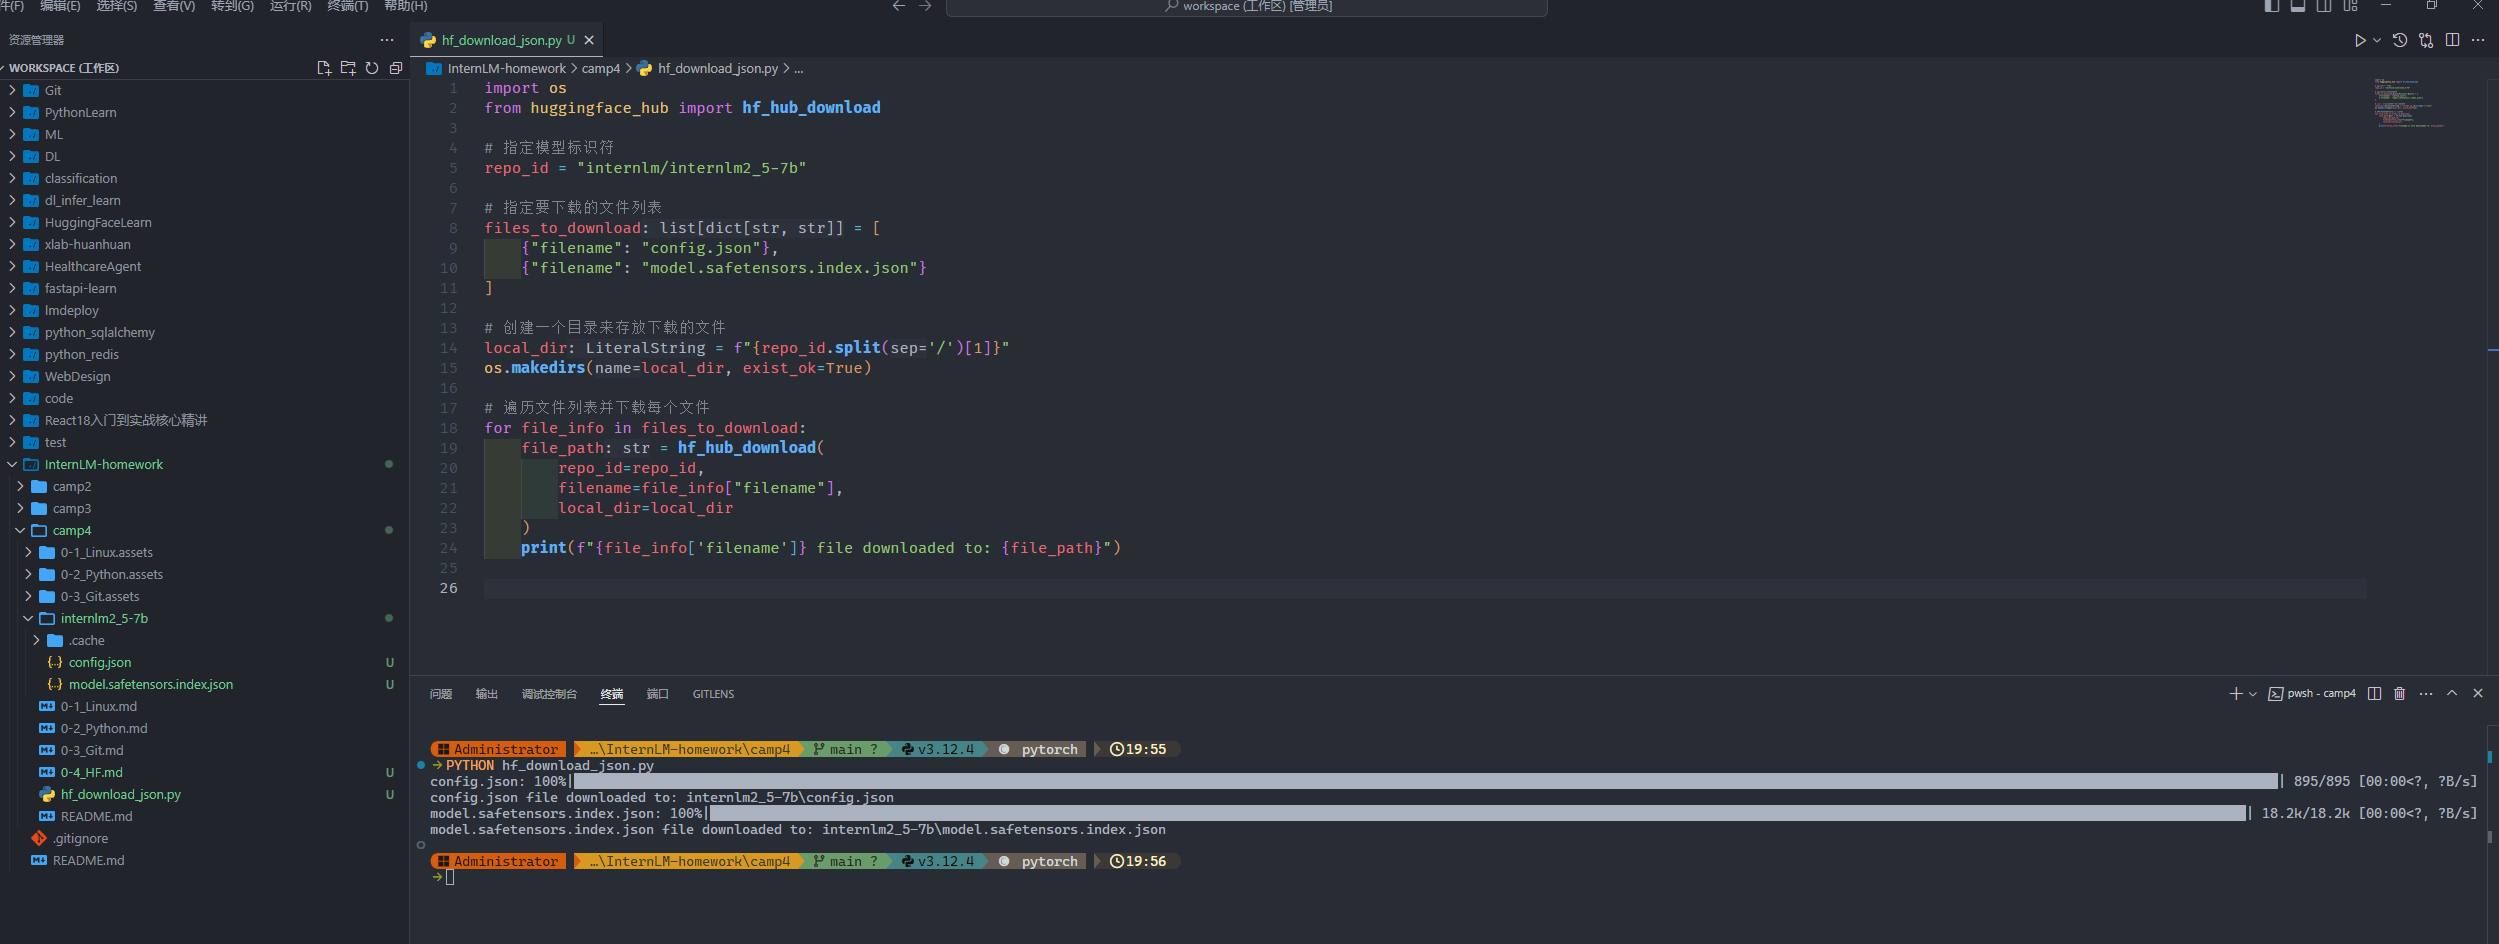 件(F) 编辑(E) 选择(S) 查看(V) 转到(G) 运行(R) 终端(T) 帮助(H)
workspace (工作区) [管理员]
资源管理器
WORKSPACE (工作区)
Git
PythonLearn
ML
DL
classification
dl_infer_learn
HuggingFaceLearn
xlab-huanhuan
HealthcareAgent
fastapi-learn
lmdeploy
python_sqlalchemy
python_redis
WebDesign
code
React18入门到实战核心精讲
test
InternLM-homework
camp2
camp3
camp4
0-1_Linux.assets
0-2_Python.assets
0-3_Git.assets
internlm2_5-7b
.cache
config.json U
model.safetensors.index.json U
0-1_Linux.md
0-2_Python.md
0-3_Git.md
0-4_HF.md U
hf_download_json.py U
README.md
.gitignore
README.md
hf_download_json.py U
InternLM-homework > camp4 > hf_download_json.py > ...
1 import os
2 from huggingface_hub import hf_hub_download
3
4 # 指定模型标识符
5 repo_id = "internlm/internlm2_5-7b"
6
7 # 指定要下载的文件列表
8 files_to_download: list[dict[str, str]] = [
9 {"filename": "config.json"},
10 {"filename": "model.safetensors.index.json"}
11 ]
12
13 # 创建一个目录来存放下载的文件
14 local_dir: LiteralString = f"{repo_id.split(sep='/')[1]}"
15 os.makedirs(name=local_dir, exist_ok=True)
16
17 # 遍历文件列表并下载每个文件
18 for file_info in files_to_download:
19 file_path: str = hf_hub_download(
20 repo_id=repo_id,
21 filename=file_info["filename"],
22 local_dir=local_dir
23 )
24 print(f"{file_info['filename']} file downloaded to: {file_path}")
25
26
问题 输出 调试控制台 终端 端口 GITLENS
pwsh - camp4
Administrator …\InternLM-homework\camp4 main ? v3.12.4 pytorch 19:55
→PYTHON hf_download_json.py
config.json: 100%| | 895/895 [00:00<?, ?B/s]
config.json file downloaded to: internlm2_5-7b\config.json
model.safetensors.index.json: 100%| | 18.2k/18.2k [00:00<?, ?B/s]
model.safetensors.index.json file downloaded to: internlm2_5-7b\model.safetensors.index.json
Administrator …\InternLM-homework\camp4 main ? v3.12.4 pytorch 19:56
→